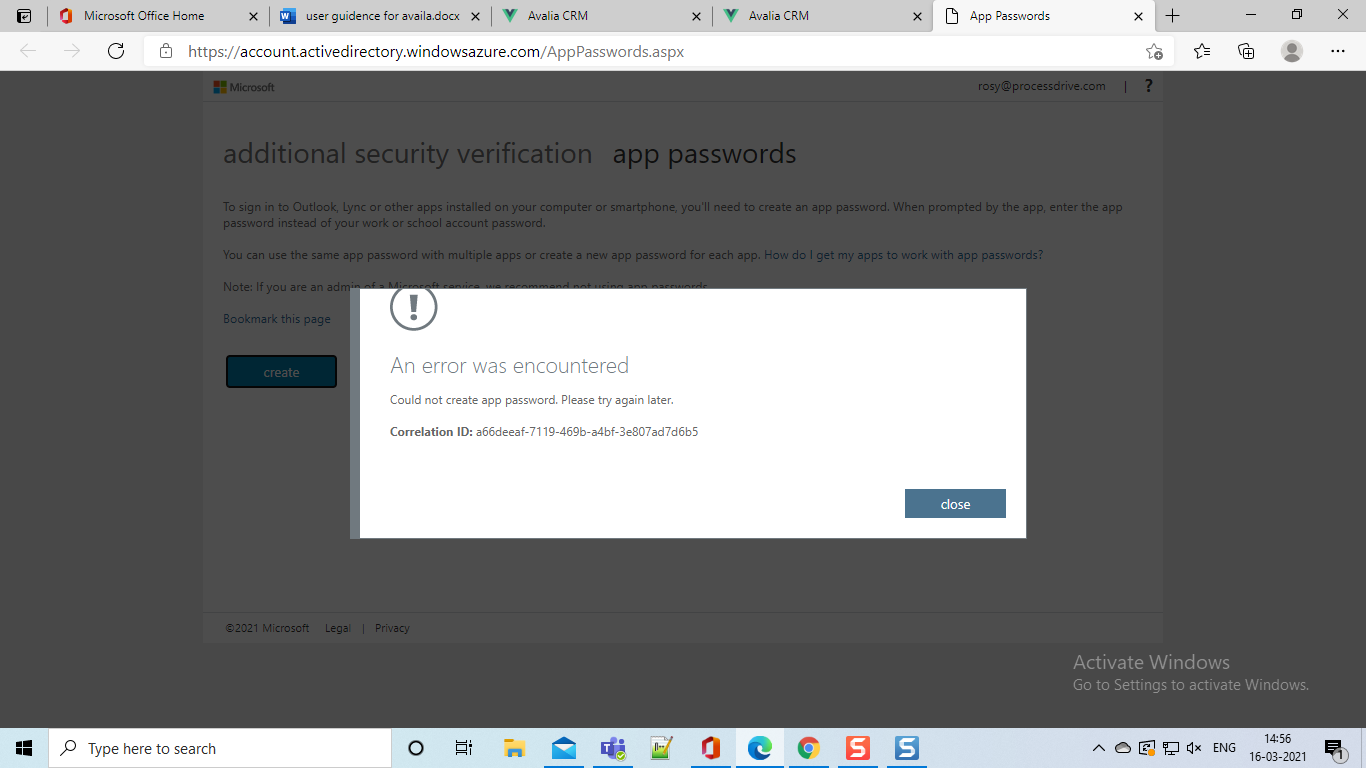 Microsoft Office Home
user guidence for availa.docx
Avalia CRM
Avalia CRM
App Passwords
https://account.activedirectory.windowsazure.com/AppPasswords.aspx
Microsoft
rosy@processdrive.com | ?
additional security verification app passwords
To sign in to Outlook, Lync or other apps installed on your computer or smartphone, you'll need to create an app password. When prompted by the app, enter the app
password instead of your work or school account password.
You can use the same app password with multiple apps or create a new app password for each app. How do I get my apps to work with app passwords?
Note: If you are an admin of a Microsoft service, we recommend not using app passwords.
Bookmark this page
create
An error was encountered
Could not create app password. Please try again later.
Correlation ID: a66deeaf-7119-469b-a4bf-3e807ad7d6b5
close
©2021 Microsoft Legal | Privacy
Activate Windows
Go to Settings to activate Windows.
Type here to search
ENG
14:56
16-03-2021
1